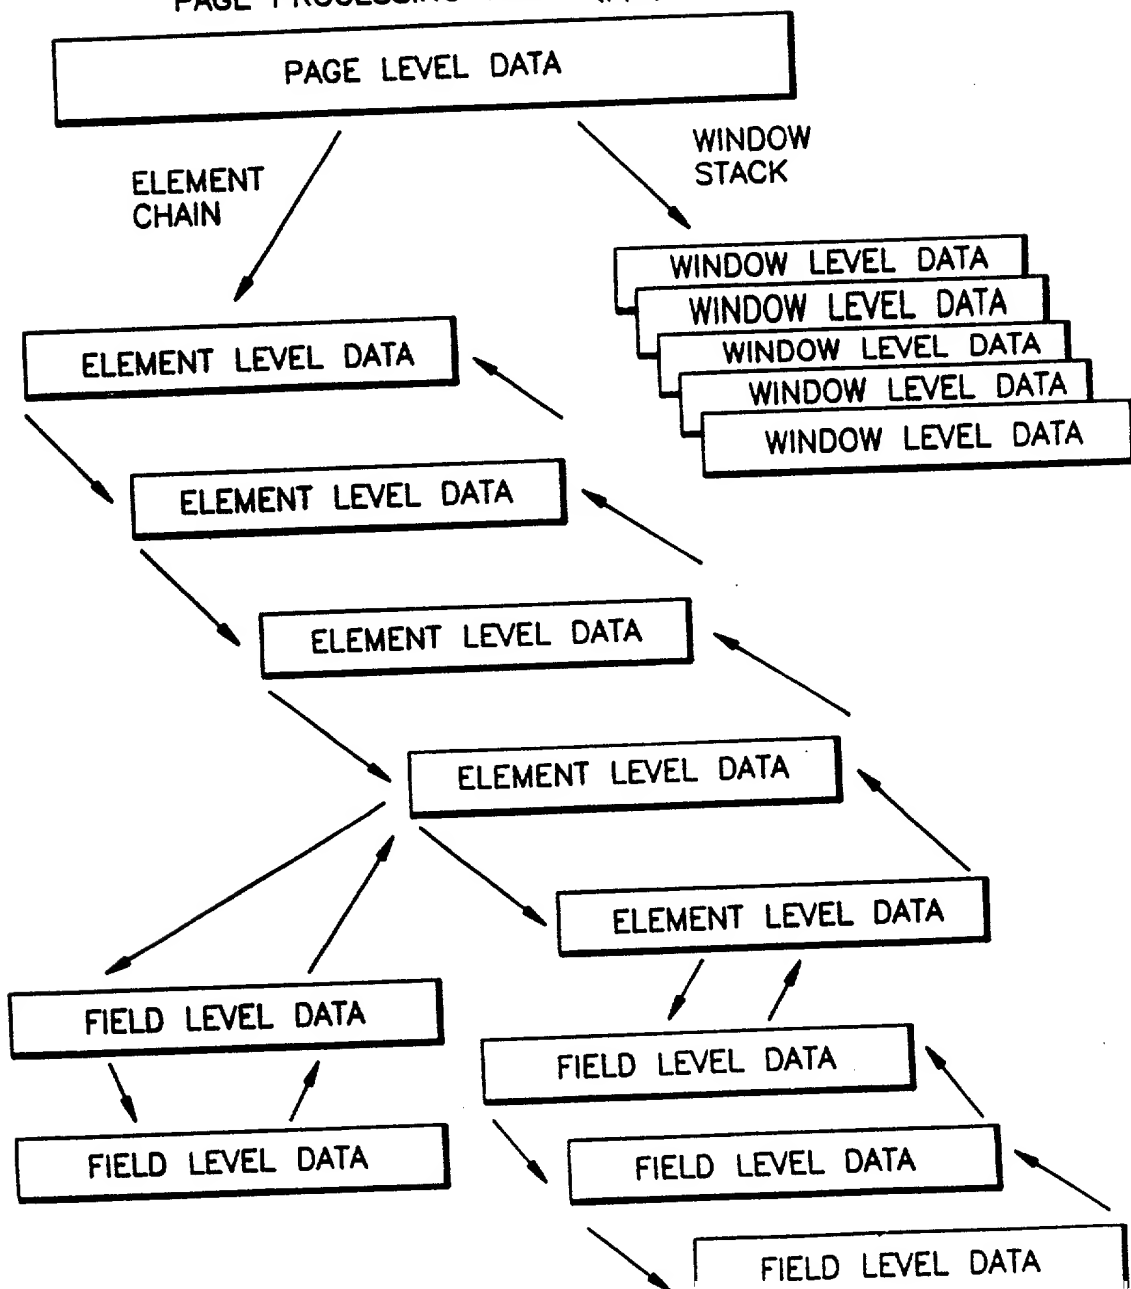 PAGE PROCESSING
PAGE LEVEL DATA
WINDOW
STACK
ELEMENT
CHAIN
WINDOW LEVEL DATA
WINDOW LEVEL DATA
WINDOW LEVEL DATA
WINDOW LEVEL DATA
WINDOW LEVEL DATA
ELEMENT LEVEL DATA
ELEMENT LEVEL DATA
ELEMENT LEVEL DATA
ELEMENT LEVEL DATA
ELEMENT LEVEL DATA
FIELD LEVEL DATA
FIELD LEVEL DATA
FIELD LEVEL DATA
FIELD LEVEL DATA
FIELD LEVEL DATA